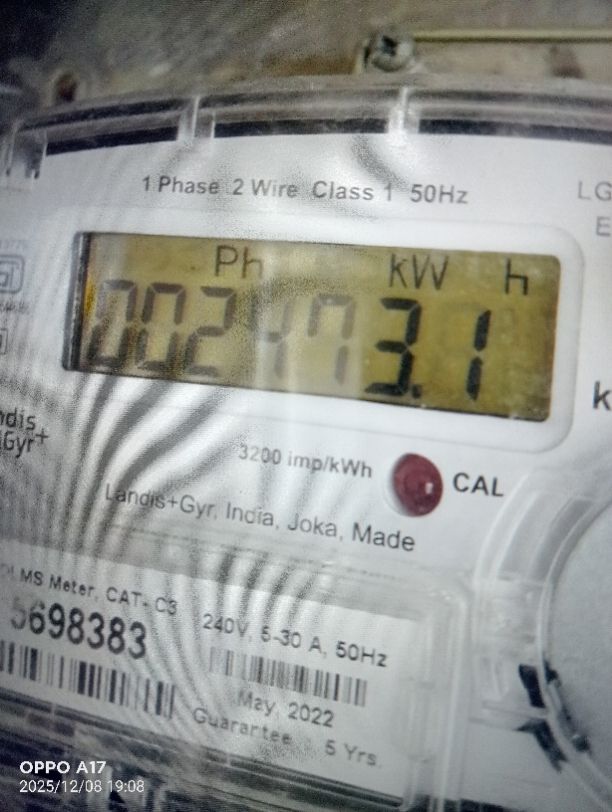 1 Phase 2 Wire Class 1 50Hz
LG
E
Ph kW h
002473.1
k
ndis
Gyr+
3200 imp/kWh
CAL
Landis+Gyr, India, Joka, Made
MS Meter, CAT- C3
5698383
240V, 5-30 A, 50Hz
May, 2022
Guarantee 5 Yrs.
OPPO A17
2025/12/08 19:08